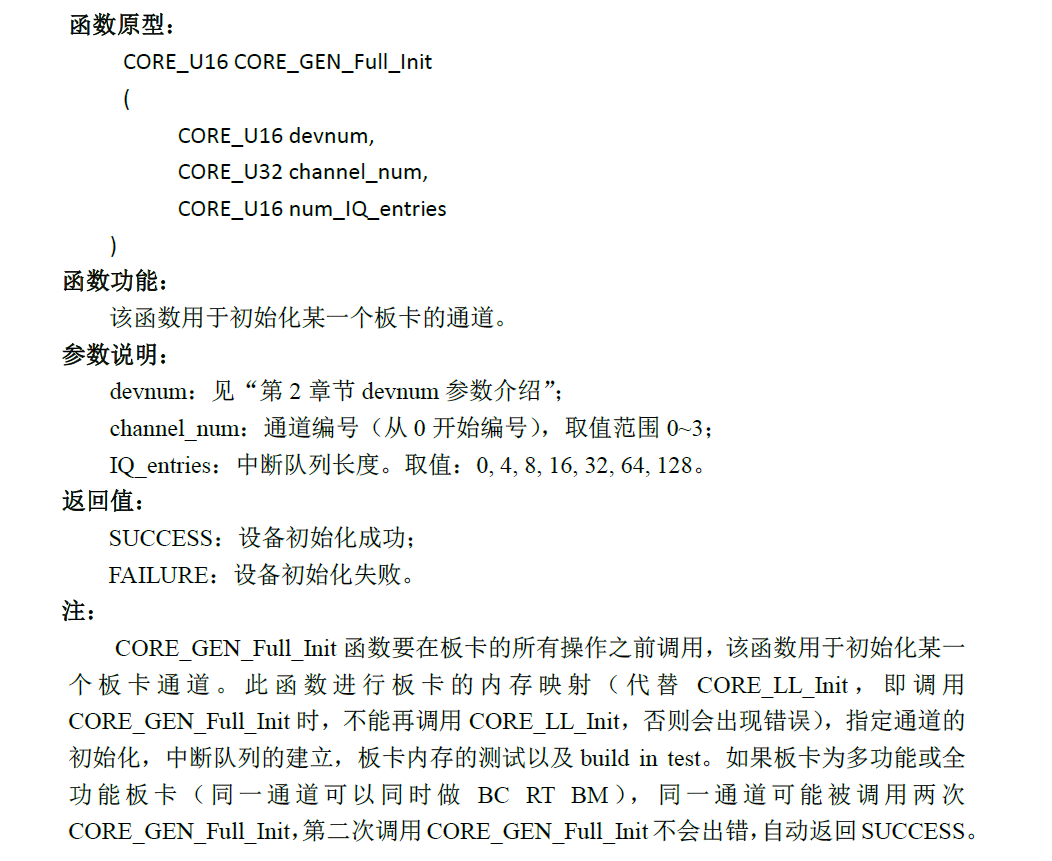 函数原型：
CORE_U16 CORE_GEN_Full_Init
(
CORE_U16 devnum,
CORE_U32 channel_num,
CORE_U16 num_IQ_entries
)
函数功能：
该函数用于初始化某一个板卡的通道。
参数说明：
devnum：见“第 2 章节 devnum 参数介绍”；
channel_num：通道编号（从 0 开始编号），取值范围 0~3；
IQ_entries：中断队列长度。取值：0, 4, 8, 16, 32, 64, 128。
返回值：
SUCCESS：设备初始化成功；
FAILURE：设备初始化失败。
注：
CORE_GEN_Full_Init 函数要在板卡的所有操作之前调用，该函数用于初始化某一
个板卡通道。此函数进行板卡的内存映射（代替 CORE_LL_Init，即调用
CORE_GEN_Full_Init 时，不能再调用 CORE_LL_Init，否则会出现错误），指定通道的
初始化，中断队列的建立，板卡内存的测试以及 build in test。如果板卡为多功能或全
功能板卡（同一通道可以同时做 BC RT BM），同一通道可能被调用两次
CORE_GEN_Full_Init，第二次调用 CORE_GEN_Full_Init 不会出错，自动返回 SUCCESS。